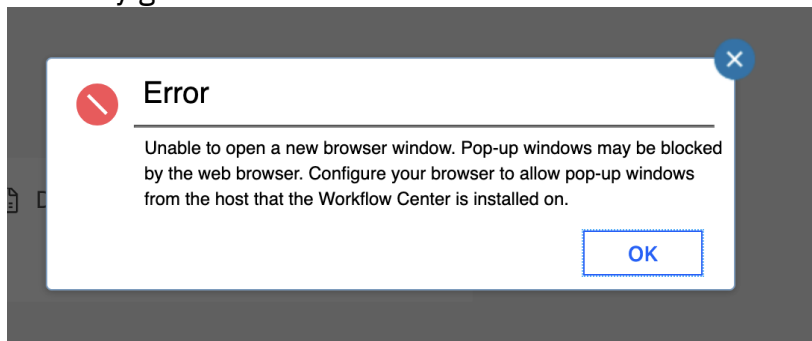 Error
Unable to open a new browser window. Pop-up windows may be blocked
by the web browser. Configure your browser to allow pop-up windows
from the host that the Workflow Center is installed on.
OK